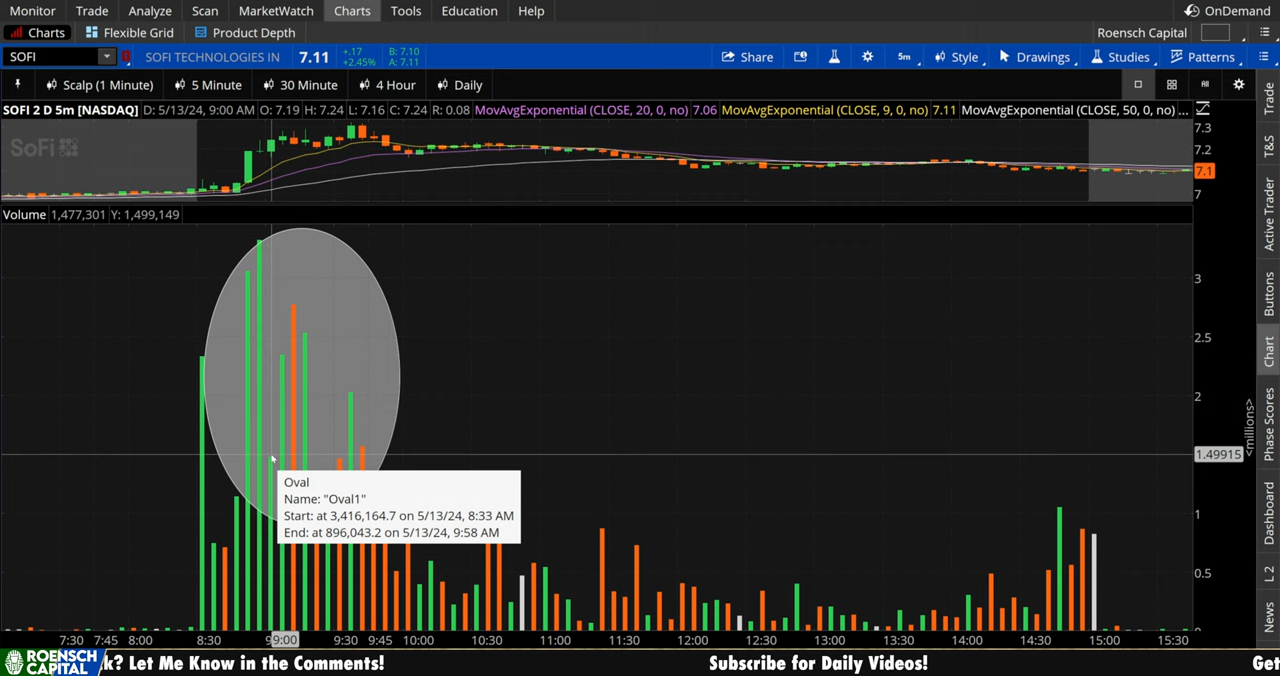 Monitor Trade Analyze Scan MarketWatch Charts Tools Education Help OnDemand
Charts Flexible Grid Product Depth Roensch Capital
SOFI SOFI TECHNOLOGIES IN 7.11 +.17 B: 7.10 Share 5m Style Drawings Studies Patterns
+2.45% A: 7.11
Scalp (1 Minute) 5 Minute 30 Minute 4 Hour Daily All
SOFI 2 D 5m [NASDAQ] D: 5/13/24, 9:00 AM O: 7.19 H: 7.24 L: 7.16 C: 7.24 R: 0.08 MovAvgExponential (CLOSE, 20, 0, no) 7.06 MovAvgExponential (CLOSE, 9, 0, no) 7.11 MovAvgExponential (CLOSE, 50, 0, no) ...
SoFi
7.3
7.2
7.1
7
Volume 1,477,301 Y: 1,499,149
3
2.5
2
1.49915
1
0.5
<millions>
Oval
Name: "Oval1"
Start: at 3,416,164.7 on 5/13/24, 8:33 AM
End: at 896,043.2 on 5/13/24, 9:58 AM
7:30 7:45 8:00 8:30 9:00 9:30 9:45 10:00 10:30 11:00 11:30 12:00 12:30 13:00 13:30 14:00 14:30 15:00 15:30
Trade
T&S
Active Trader
Buttons
Chart
Phase Scores
Dashboard
L 2
News
ROENSCH
CAPITAL
k? Let Me Know in the Comments! Subscribe for Daily Videos! Get